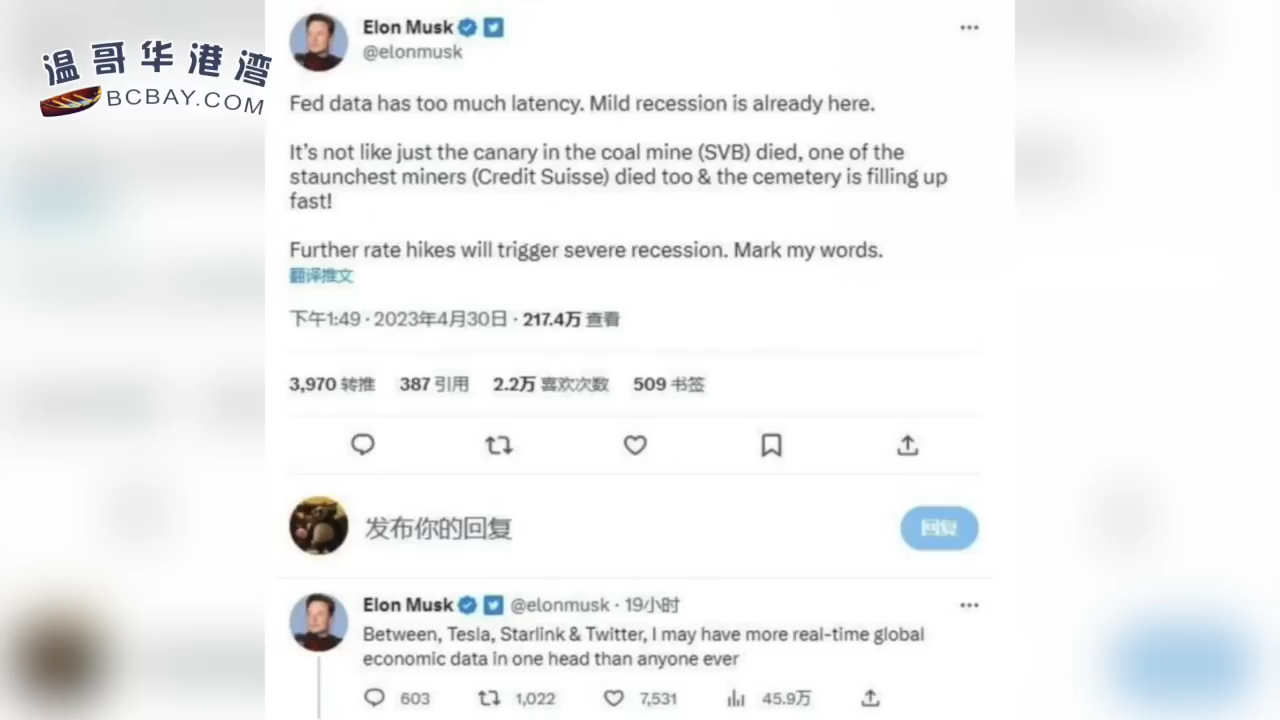 温哥华港湾
BCBAY.COM
Elon Musk
@elonmusk
Fed data has too much latency. Mild recession is already here.
It’s not like just the canary in the coal mine (SVB) died, one of the
staunchest miners (Credit Suisse) died too & the cemetery is filling up
fast!
Further rate hikes will trigger severe recession. Mark my words.
翻译推文
下午1:49 · 2023年4月30日 · 217.4万 查看
3,970 转推 387 引用 2.2万 喜欢次数 509 书签
发布你的回复
回复
Elon Musk @elonmusk · 19小时
Between, Tesla, Starlink & Twitter, I may have more real-time global
economic data in one head than anyone ever
603 1,022 7,531 45.9万